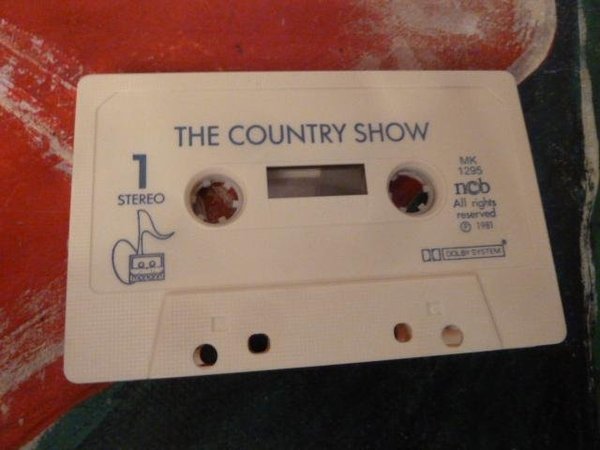 THE COUNTRY SHOW
1
STEREO
MK
1295
ncb
All rights
reserved
℗ 1981
DOLBY SYSTEM